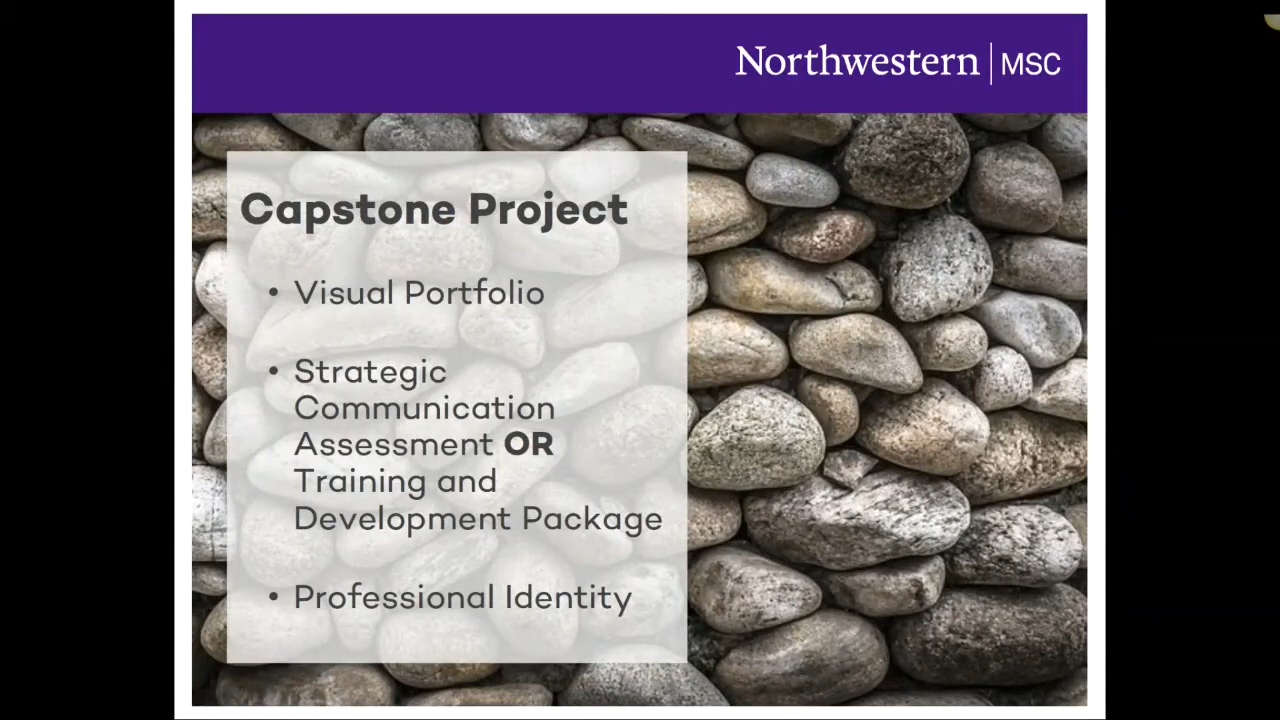 Northwestern | MSC
Capstone Project
• Visual Portfolio
• Strategic
Communication
Assessment OR
Training and
Development Package
• Professional Identity